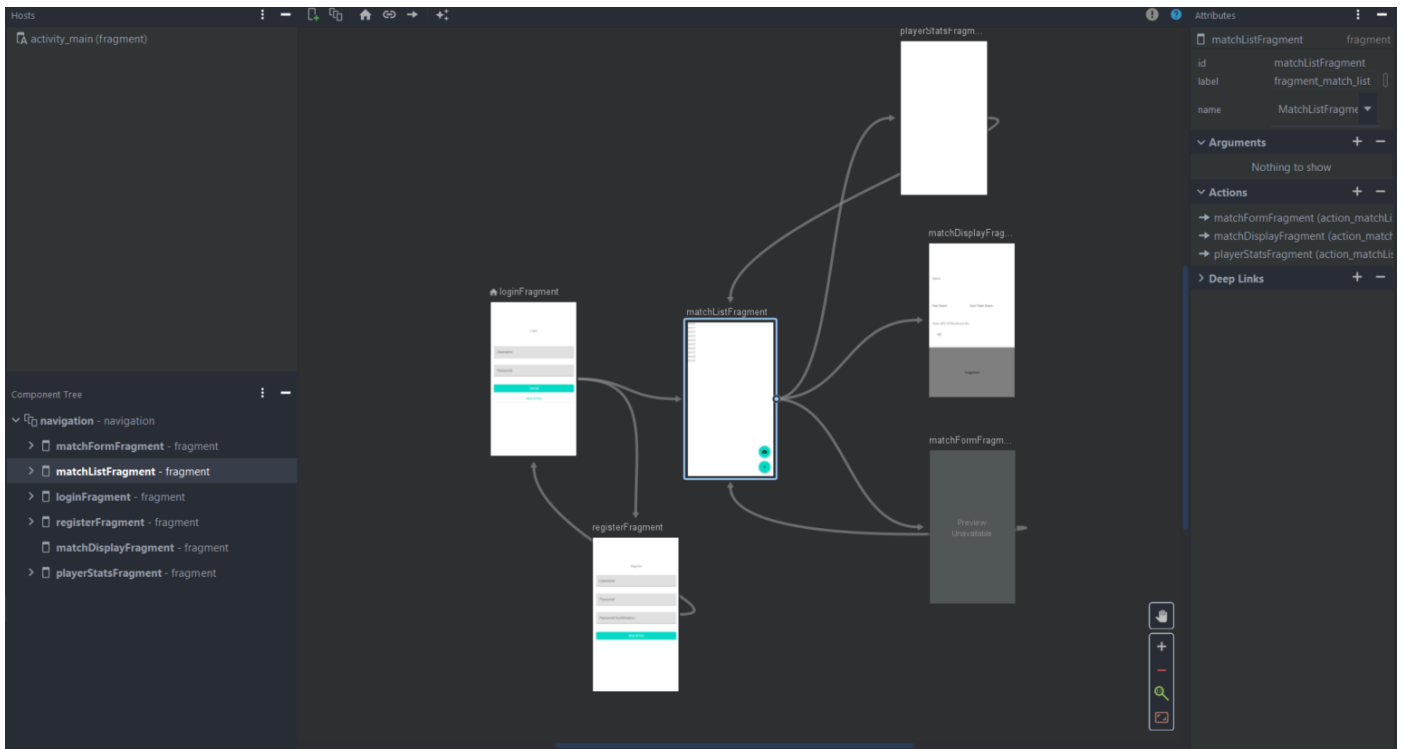 Hosts
activity_main (fragment)
Component Tree
navigation - navigation
matchFormFragment - fragment
matchListFragment - fragment
loginFragment - fragment
registerFragment - fragment
matchDisplayFragment - fragment
playerStatsFragment - fragment
playerStatsFragm...
matchDisplayFrag...
loginFragment
matchListFragment
matchFormFragm...
Preview
Unavailable
registerFragment
Attributes
matchListFragment fragment
id matchListFragment
label fragment_match_list
name MatchListFragme
Arguments
Nothing to show
Actions
matchFormFragment (action_matchLi
matchDisplayFragment (action_match
playerStatsFragment (action_matchLis
Deep Links